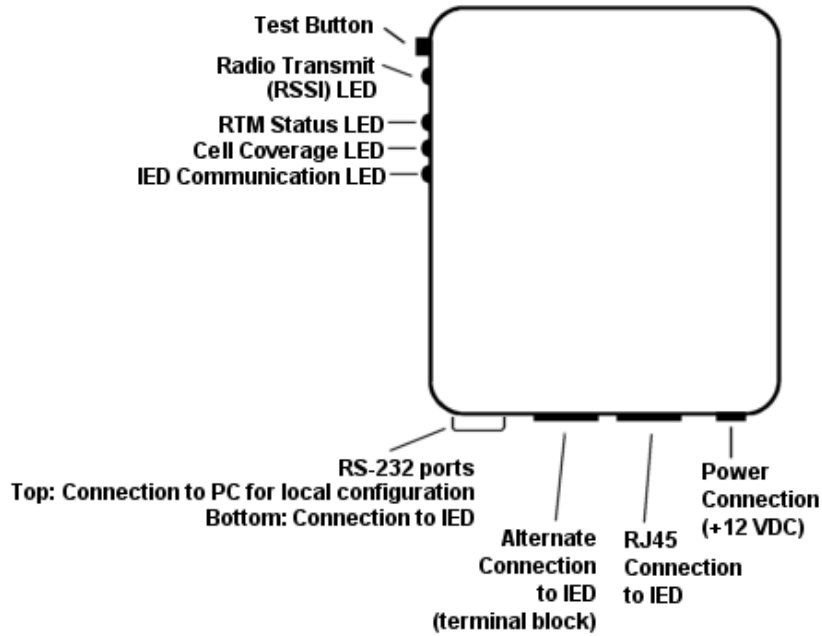 Test Button
Radio Transmit
(RSSI) LED
RTM Status LED
Cell Coverage LED
IED Communication LED
RS-232 ports
Top: Connection to PC for local configuration
Bottom: Connection to IED
Alternate
Connection
to IED
(terminal block)
RJ45
Connection
to IED
Power
Connection
(+12 VDC)